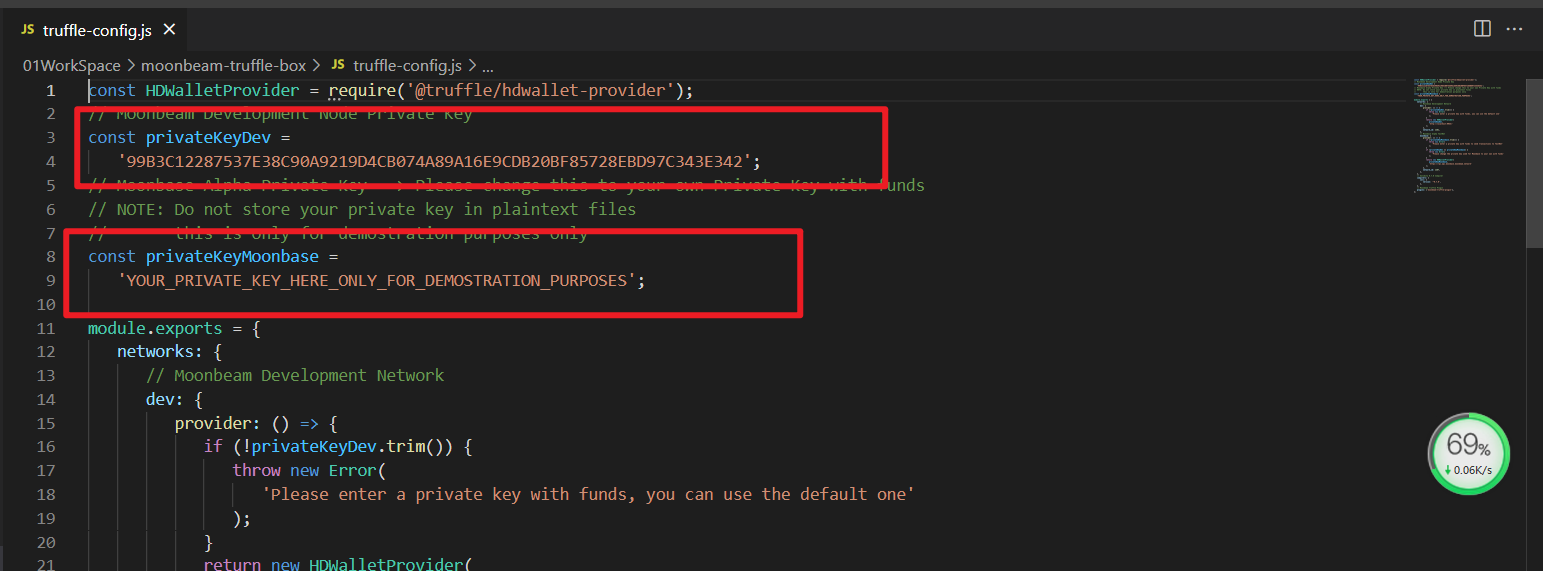 JS truffle-config.js
01WorkSpace > moonbeam-truffle-box > JS truffle-config.js > ...
1 const HDWalletProvider = require('@truffle/hdwallet-provider');
2 // Moonbeam Development Node Private Key
3 const privateKeyDev =
4 '99B3C12287537E38C90A9219D4CB074A89A16E9CDB20BF85728EBD97C343E342';
5 // Moonbase Alpha Private Key --> Please change this to your own Private Key with funds
6 // NOTE: Do not store your private key in plaintext files
7 // this is only for demostration purposes only
8 const privateKeyMoonbase =
9 'YOUR_PRIVATE_KEY_HERE_ONLY_FOR_DEMOSTRATION_PURPOSES';
10
11 module.exports = {
12 networks: {
13 // Moonbeam Development Network
14 dev: {
15 provider: () => {
16 if (!privateKeyDev.trim()) {
17 throw new Error(
18 'Please enter a private key with funds, you can use the default one'
19 );
20 }
21 return new HDWalletProvider(
69%
0.06K/s